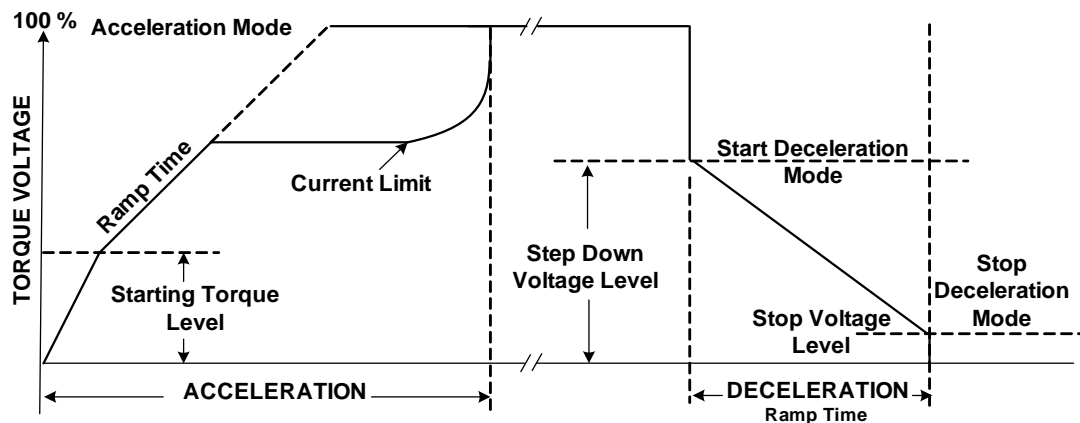 100 %
Acceleration Mode
TORQUE VOLTAGE
Ramp Time
Current Limit
Starting Torque
Level
ACCELERATION
Start Deceleration
Mode
Step Down
Voltage Level
Stop
Deceleration
Mode
Stop Voltage
Level
DECELERATION
Ramp Time